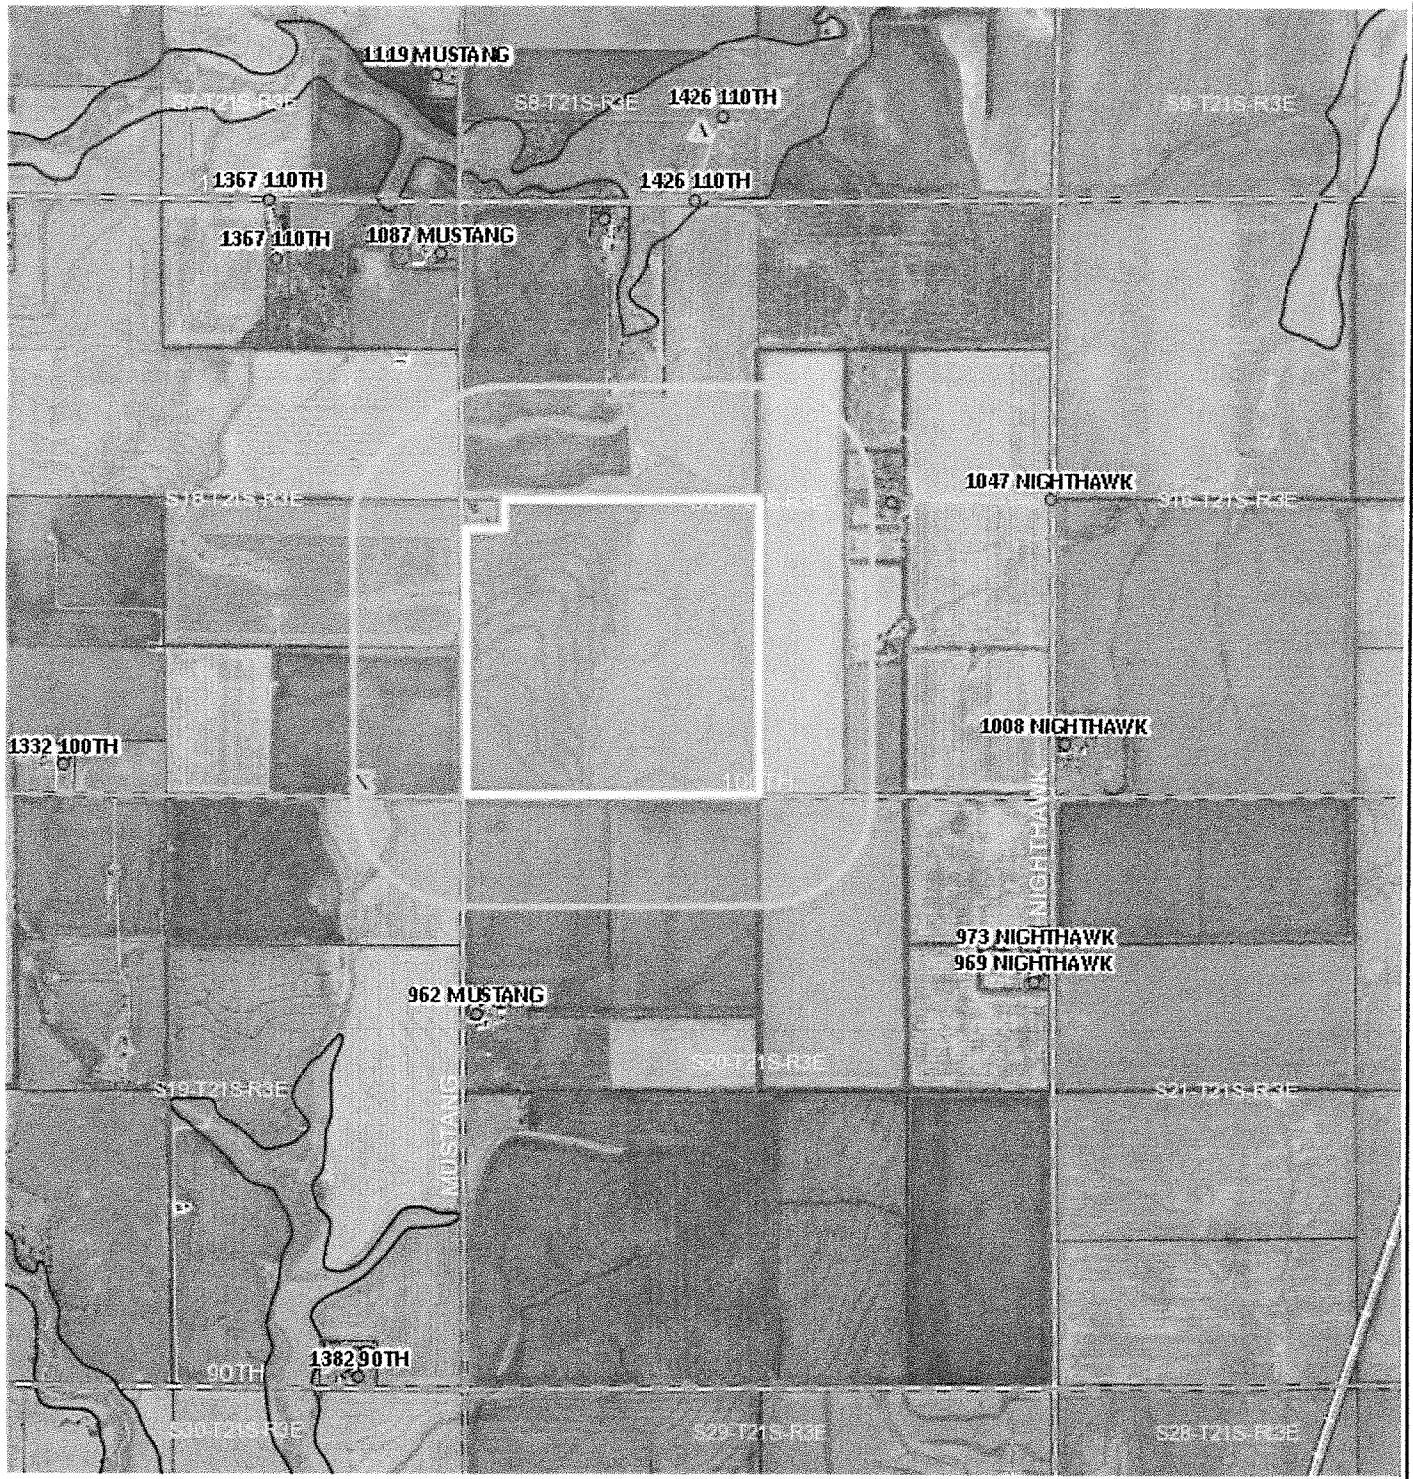 1119 MUSTANG
S7-T21S-R3E
S8-T21S-R3E
1426 110TH
S9-T21S-R3E
1367 110TH
1426 110TH
1367 110TH
1087 MUSTANG
S18-T21S-R3E
1047 NIGHTHAWK
S16-T21S-R3E
1332 100TH
1008 NIGHTHAWK
100TH
NIGHTHAWK
973 NIGHTHAWK
969 NIGHTHAWK
962 MUSTANG
S20-T21S-R3E
S19-T21S-R3E
S21-T21S-R3E
MUSTANG
1382 90TH
90TH
S30-T21S-R3E
S29-T21S-R3E
S28-T21S-R3E